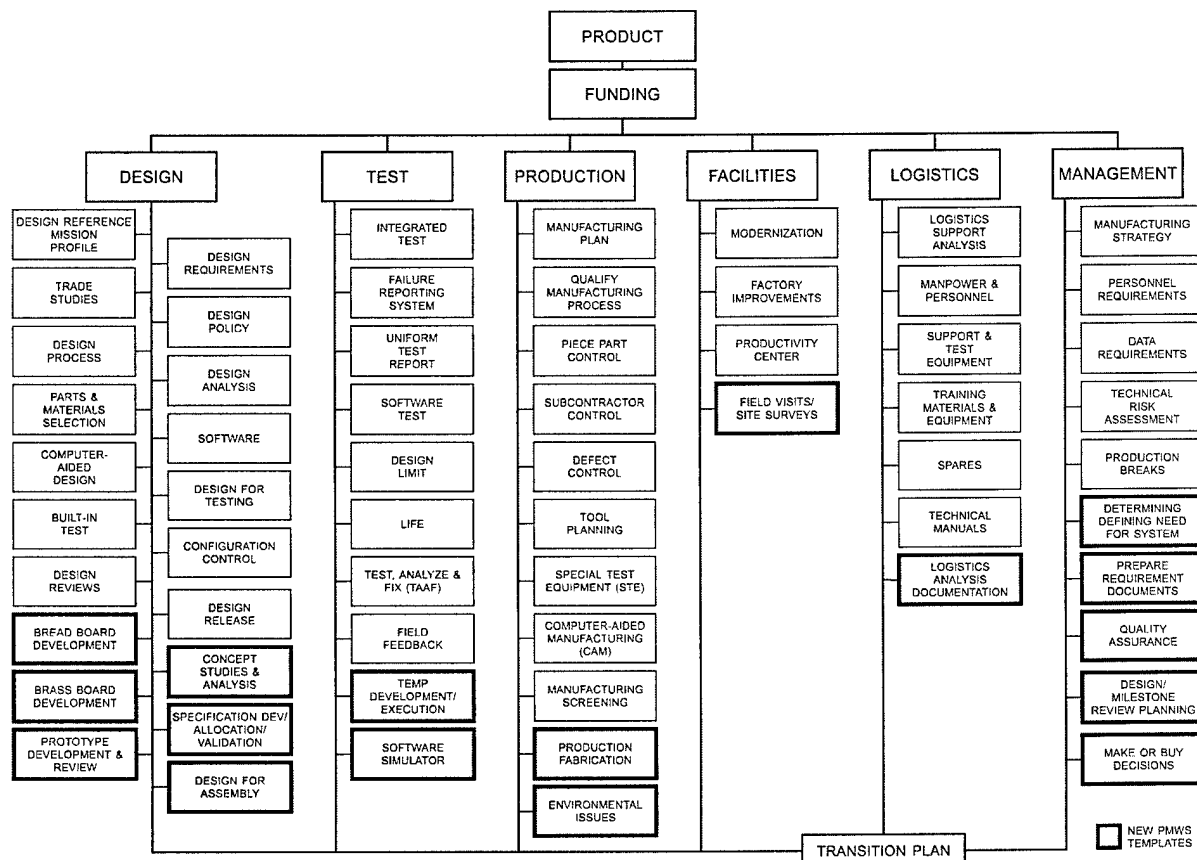 PRODUCT
FUNDING
DESIGN
TEST
PRODUCTION
FACILITIES
LOGISTICS
MANAGEMENT
DESIGN REFERENCE
MISSION
PROFILE
TRADE
STUDIES
DESIGN
PROCESS
PARTS &
MATERIALS
SELECTION
COMPUTER-
AIDED
DESIGN
BUILT-IN
TEST
DESIGN
REVIEWS
BREAD BOARD
DEVELOPMENT
BRASS BOARD
DEVELOPMENT
PROTOTYPE
DEVELOPMENT &
REVIEW
DESIGN
REQUIREMENTS
DESIGN
POLICY
DESIGN
ANALYSIS
SOFTWARE
DESIGN FOR
TESTING
CONFIGURATION
CONTROL
DESIGN
RELEASE
CONCEPT
STUDIES &
ANALYSIS
SPECIFICATION DEV/
ALLOCATION/
VALIDATION
DESIGN FOR
ASSEMBLY
INTEGRATED
TEST
FAILURE
REPORTING
SYSTEM
UNIFORM
TEST
REPORT
SOFTWARE
TEST
DESIGN
LIMIT
LIFE
TEST, ANALYZE &
FIX (TAAF)
FIELD
FEEDBACK
TEMP
DEVELOPMENT/
EXECUTION
SOFTWARE
SIMULATOR
MANUFACTURING
PLAN
QUALIFY
MANUFACTURING
PROCESS
PIECE PART
CONTROL
SUBCONTRACTOR
CONTROL
DEFECT
CONTROL
TOOL
PLANNING
SPECIAL TEST
EQUIPMENT (STE)
COMPUTER-AIDED
MANUFACTURING
(CAM)
MANUFACTURING
SCREENING
PRODUCTION
FABRICATION
ENVIRONMENTAL
ISSUES
MODERNIZATION
FACTORY
IMPROVEMENTS
PRODUCTIVITY
CENTER
FIELD VISITS/
SITE SURVEYS
LOGISTICS
SUPPORT
ANALYSIS
MANPOWER &
PERSONNEL
SUPPORT &
TEST
EQUIPMENT
TRAINING
MATERIALS &
EQUIPMENT
SPARES
TECHNICAL
MANUALS
LOGISTICS
ANALYSIS
DOCUMENTATION
MANUFACTURING
STRATEGY
PERSONNEL
REQUIREMENTS
DATA
REQUIREMENTS
TECHNICAL
RISK
ASSESSMENT
PRODUCTION
BREAKS
DETERMINING
DEFINING NEED
FOR SYSTEM
PREPARE
REQUIREMENT
DOCUMENTS
QUALITY
ASSURANCE
DESIGN/
MILESTONE
REVIEW PLANNING
MAKE OR BUY
DECISIONS
TRANSITION PLAN
NEW PMWS
TEMPLATES